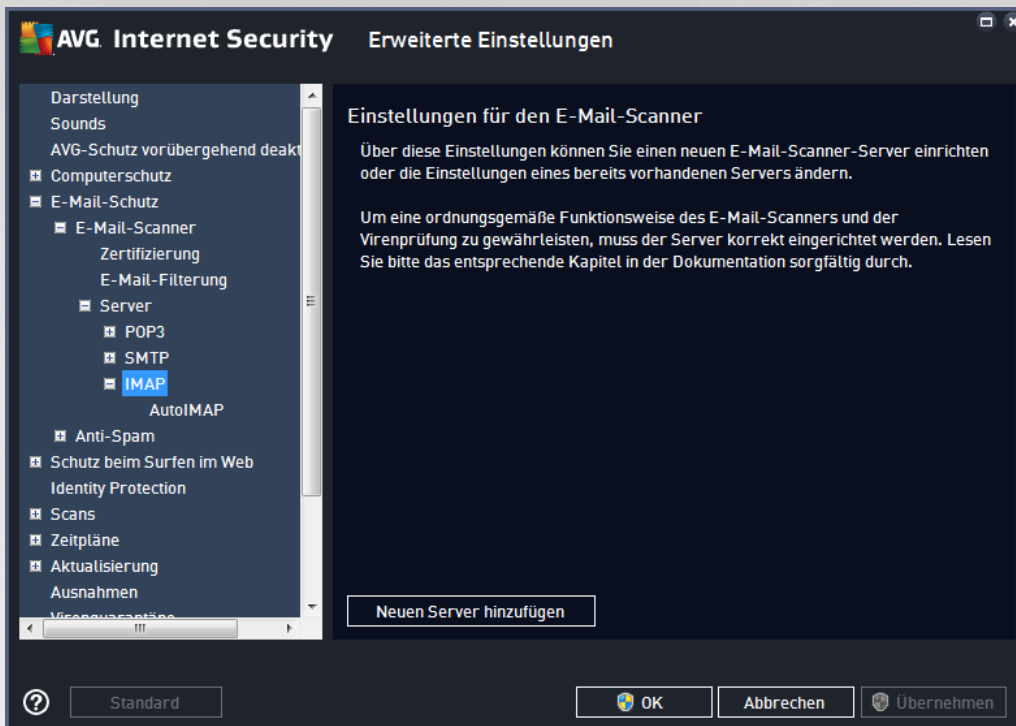 AVG. Internet Security
Erweiterte Einstellungen
Darstellung
Sounds
AVG-Schutz vorübergehend deakt
Computerschutz
E-Mail-Schutz
E-Mail-Scanner
Zertifizierung
E-Mail-Filterung
Server
POP3
SMTP
IMAP
AutoIMAP
Anti-Spam
Schutz beim Surfen im Web
Identity Protection
Scans
Zeitpläne
Aktualisierung
Ausnahmen
Virenquarantäne
Einstellungen für den E-Mail-Scanner
Über diese Einstellungen können Sie einen neuen E-Mail-Scanner-Server einrichten
oder die Einstellungen eines bereits vorhandenen Servers ändern.
Um eine ordnungsgemäße Funktionsweise des E-Mail-Scanners und der
Virenprüfung zu gewährleisten, muss der Server korrekt eingerichtet werden. Lesen
Sie bitte das entsprechende Kapitel in der Dokumentation sorgfältig durch.
Neuen Server hinzufügen
? Standard OK Abbrechen Übernehmen